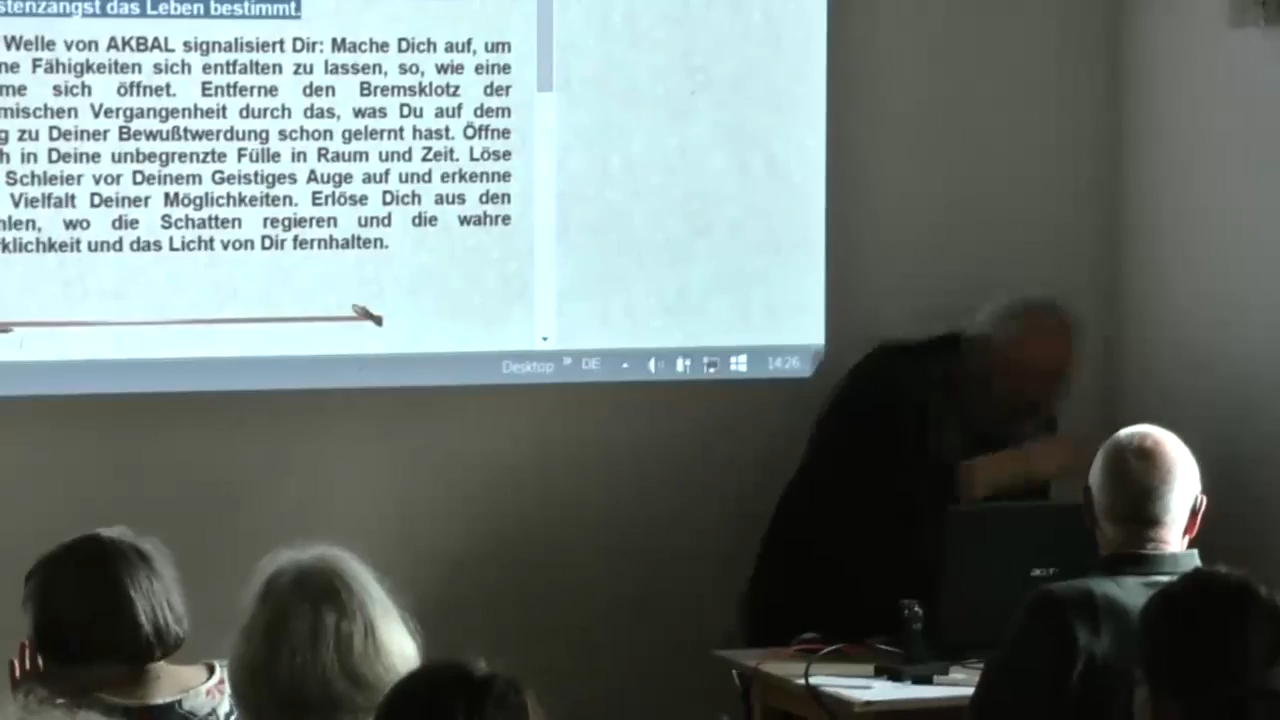 stenzangst das Leben bestimmt.
Welle von AKBAL signalisiert Dir: Mache Dich auf, um
ne Fähigkeiten sich entfalten zu lassen, so, wie eine
me sich öffnet. Entferne den Bremsklotz der
mischen Vergangenheit durch das, was Du auf dem
g zu Deiner Bewußtwerdung schon gelernt hast. Öffne
h in Deine unbegrenzte Fülle in Raum und Zeit. Löse
Schleier vor Deinem Geistiges Auge auf und erkenne
Vielfalt Deiner Möglichkeiten. Erlöse Dich aus den
hlen, wo die Schatten regieren und die wahre
rklichkeit und das Licht von Dir fernhalten.
Desktop » DE 14:26
acer